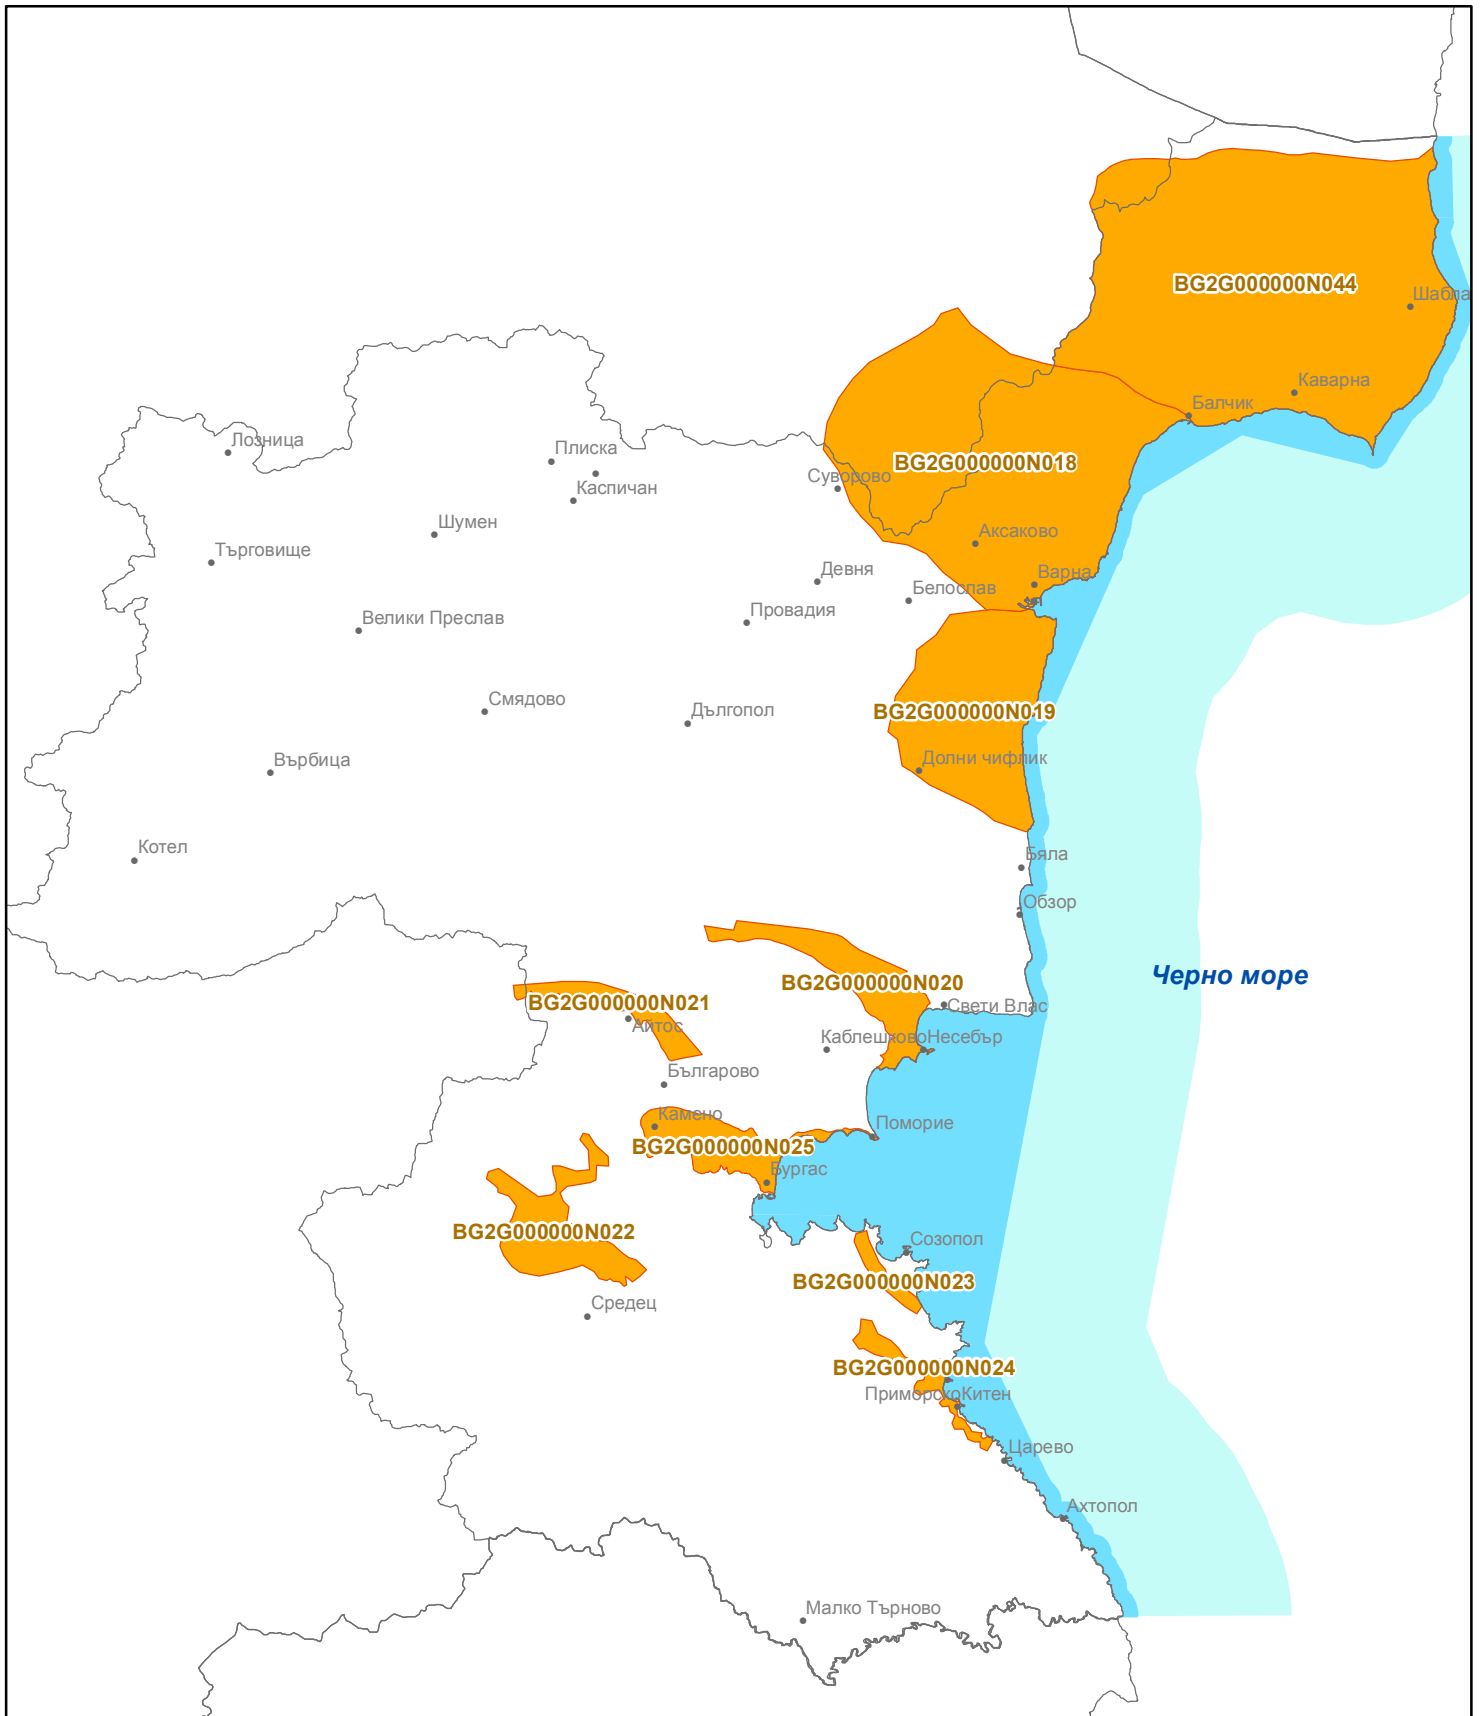 BG2G000000N044
Шабла
Каварна
Балчик
Лозница
Плиска
BG2G000000N018
Суворово
Каспичан
Шумен
Аксаково
Търговище
Девня
Варна
Белослав
Провадия
Велики Преслав
Смядово
Дългопол
BG2G000000N019
Върбица
Долни чифлик
Котел
Бяла
Обзор
Черно море
BG2G000000N020
BG2G000000N021
Свети Влас
Айтос
Каблешково
Несебър
Българово
Камено
Поморие
BG2G000000N025
Бургас
BG2G000000N022
Созопол
BG2G000000N023
Средец
BG2G000000N024
Приморско
Китен
Царево
Ахтопол
Малко Търново